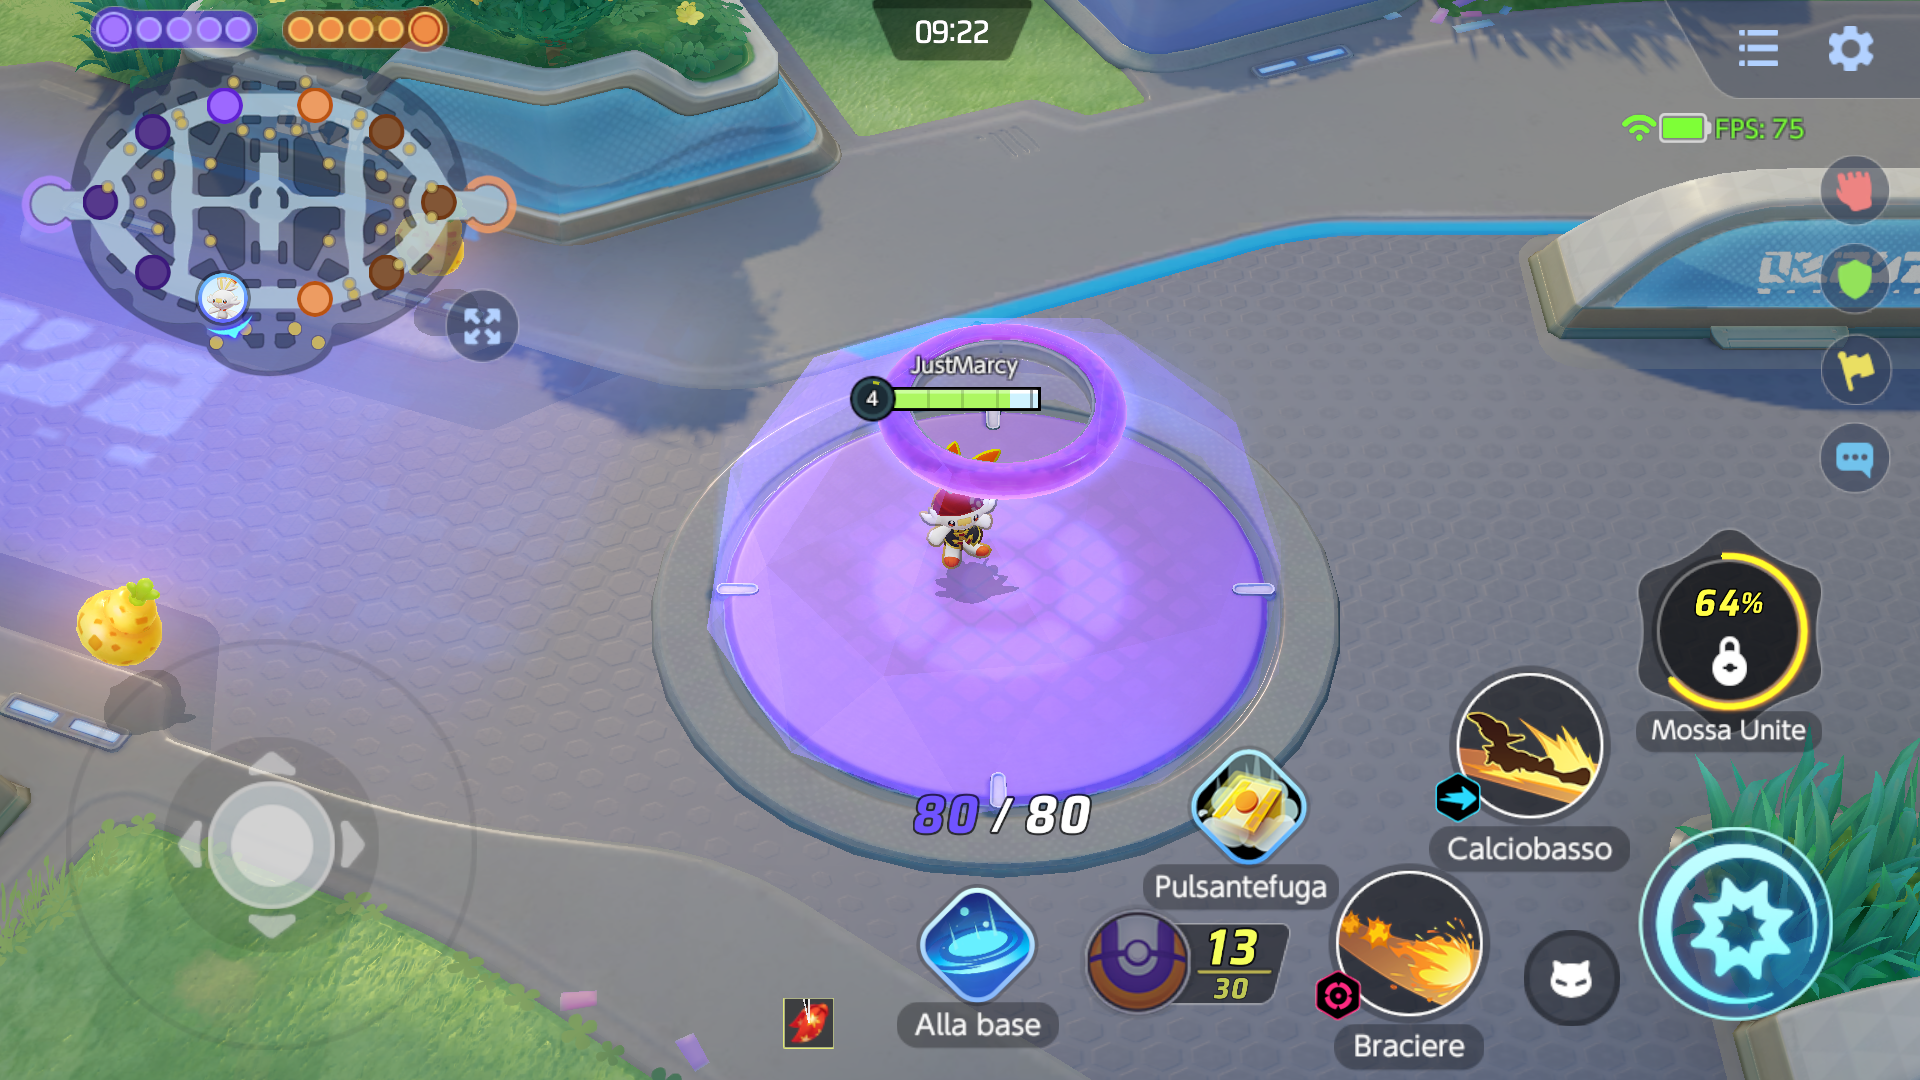 09:22
FPS: 75
JustMarcy
4
64%
Mossa Unite
80 / 80
Calciobasso
Pulsantefuga
13
30
Alla base
Braciere